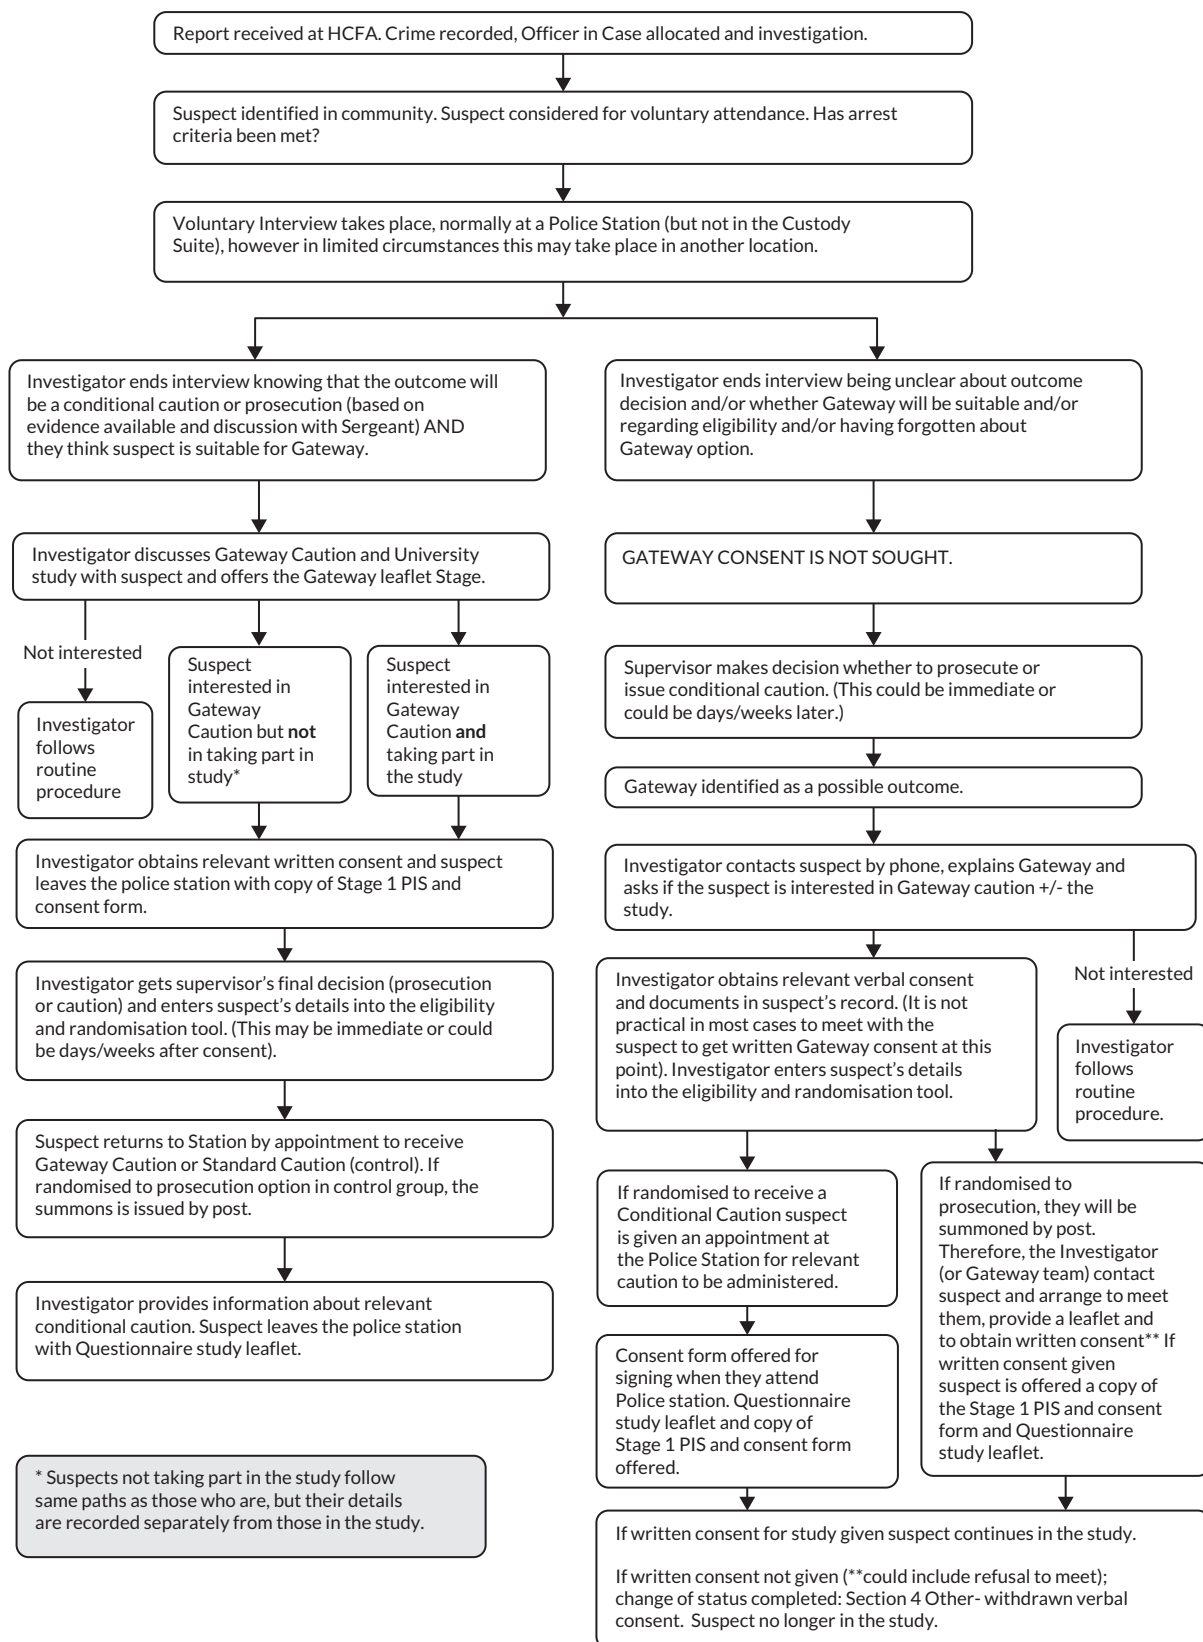 Report received at HCFA. Crime recorded, Officer in Case allocated and investigation.
Suspect identified in community. Suspect considered for voluntary attendance. Has arrest
criteria been met?
Voluntary Interview takes place, normally at a Police Station (but not in the Custody
Suite), however in limited circumstances this may take place in another location.
Investigator ends interview knowing that the outcome will
be a conditional caution or prosecution (based on
evidence available and discussion with Sergeant) AND
they think suspect is suitable for Gateway.
Investigator discusses Gateway Caution and University
study with suspect and offers the Gateway leaflet Stage.
Not interested
Investigator
follows
routine
procedure
Suspect
interested in
Gateway
Caution but not
in taking part in
study*
Suspect
interested in
Gateway
Caution and
taking part in
the study
Investigator obtains relevant written consent and suspect
leaves the police station with copy of Stage 1 PIS and
consent form.
Investigator gets supervisor's final decision (prosecution
or caution) and enters suspect's details into the eligibility
and randomisation tool. (This may be immediate or could
be days/weeks after consent).
Suspect returns to Station by appointment to receive
Gateway Caution or Standard Caution (control). If
randomised to prosecution option in control group, the
summons is issued by post.
Investigator provides information about relevant
conditional caution. Suspect leaves the police station
with Questionnaire study leaflet.
* Suspects not taking part in the study follow
same paths as those who are, but their details
are recorded separately from those in the study.
Investigator ends interview being unclear about outcome
decision and/or whether Gateway will be suitable and/or
regarding eligibility and/or having forgotten about
Gateway option.
GATEWAY CONSENT IS NOT SOUGHT.
Supervisor makes decision whether to prosecute or
issue conditional caution. (This could be immediate or
could be days/weeks later.)
Gateway identified as a possible outcome.
Investigator contacts suspect by phone, explains Gateway and
asks if the suspect is interested in Gateway caution +/- the
study.
Investigator obtains relevant verbal consent
and documents in suspect's record. (It is not
practical in most cases to meet with the
suspect to get written Gateway consent at this
point). Investigator enters suspect's details
into the eligibility and randomisation tool.
Not interested
Investigator
follows
routine
procedure.
If randomised to receive a
Conditional Caution suspect
is given an appointment at
the Police Station for relevant
caution to be administered.
Consent form offered for
signing when they attend
Police station. Questionnaire
study leaflet and copy of
Stage 1 PIS and consent form
offered.
If randomised to
prosecution, they will be
summoned by post.
Therefore, the Investigator
(or Gateway team) contact
suspect and arrange to meet
them, provide a leaflet and
to obtain written consent** If
written consent given
suspect is offered a copy of
the Stage 1 PIS and consent
form and Questionnaire
study leaflet.
If written consent for study given suspect continues in the study.
If written consent not given (**could include refusal to meet);
change of status completed: Section 4 Other- withdrawn verbal
consent. Suspect no longer in the study.